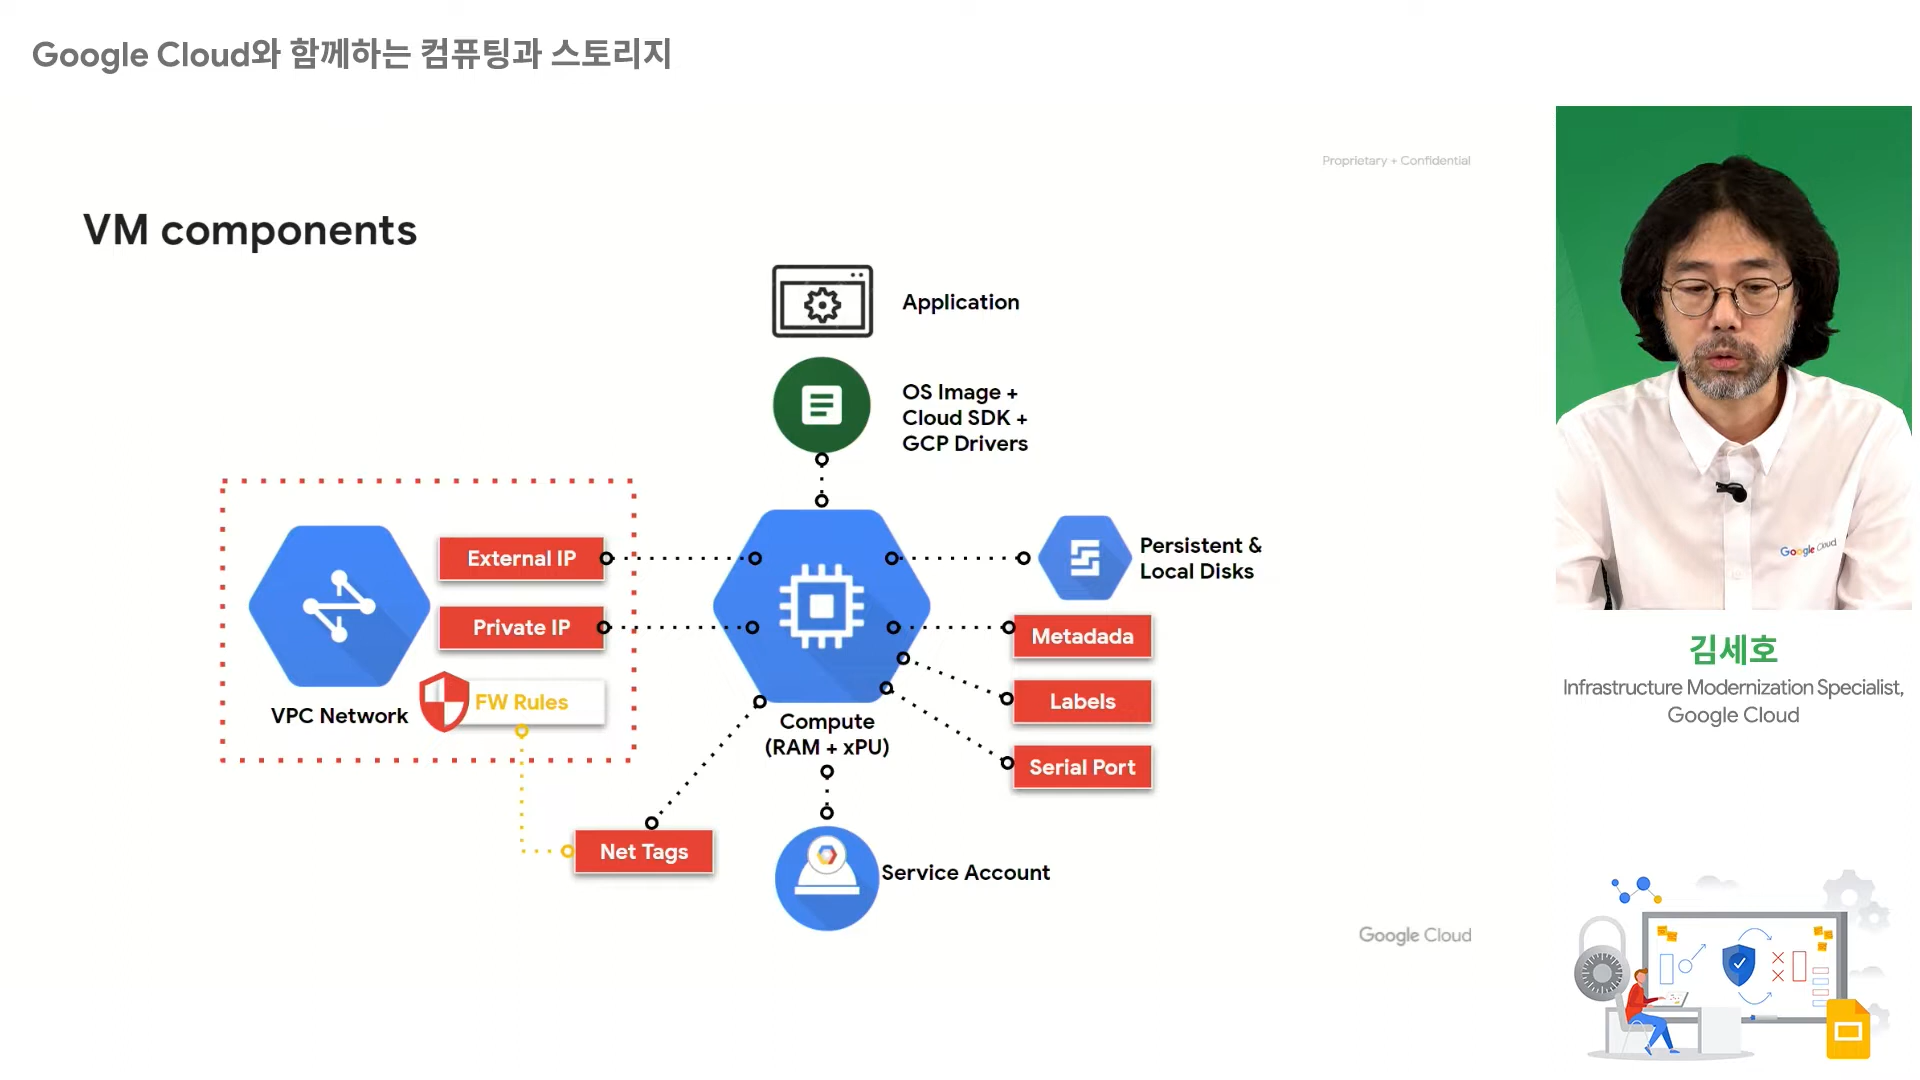 Google Cloud와 함께하는 컴퓨팅과 스토리지
Proprietary + Confidential
VM components
Application
OS Image +
Cloud SDK +
GCP Drivers
External IP
Private IP
FW Rules
VPC Network
Compute
(RAM + xPU)
Persistent &
Local Disks
Metadada
Labels
Serial Port
Net Tags
Service Account
Google Cloud
Google Cloud
김세호
Infrastructure Modernization Specialist,
Google Cloud